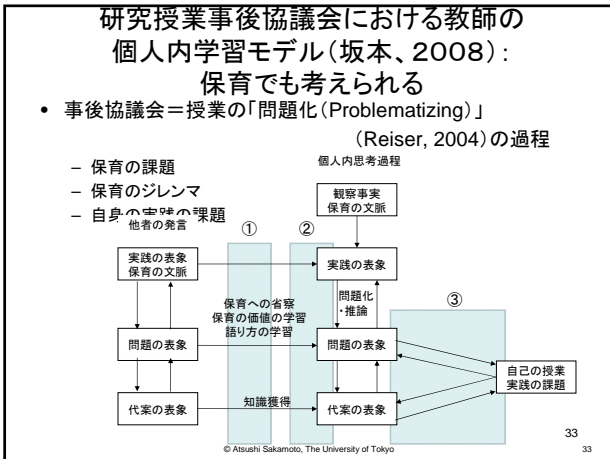 研究授業事後協議会における教師の
個人内学習モデル(坂本、2008):
保育でも考えられる
• 事後協議会=授業の「問題化(Problematizing)」
(Reiser, 2004)の過程
– 保育の課題
– 保育のジレンマ
– 自身の実践の課題
個人内思考過程
他者の発言
①
②
③
観察事実
保育の文脈
実践の表象
保育の文脈
実践の表象
保育への省察
保育の価値の学習
語り方の学習
問題化
・推論
問題の表象
問題の表象
自己の授業
実践の課題
代案の表象
知識獲得
代案の表象
33
© Atsushi Sakamoto, The University of Tokyo
33